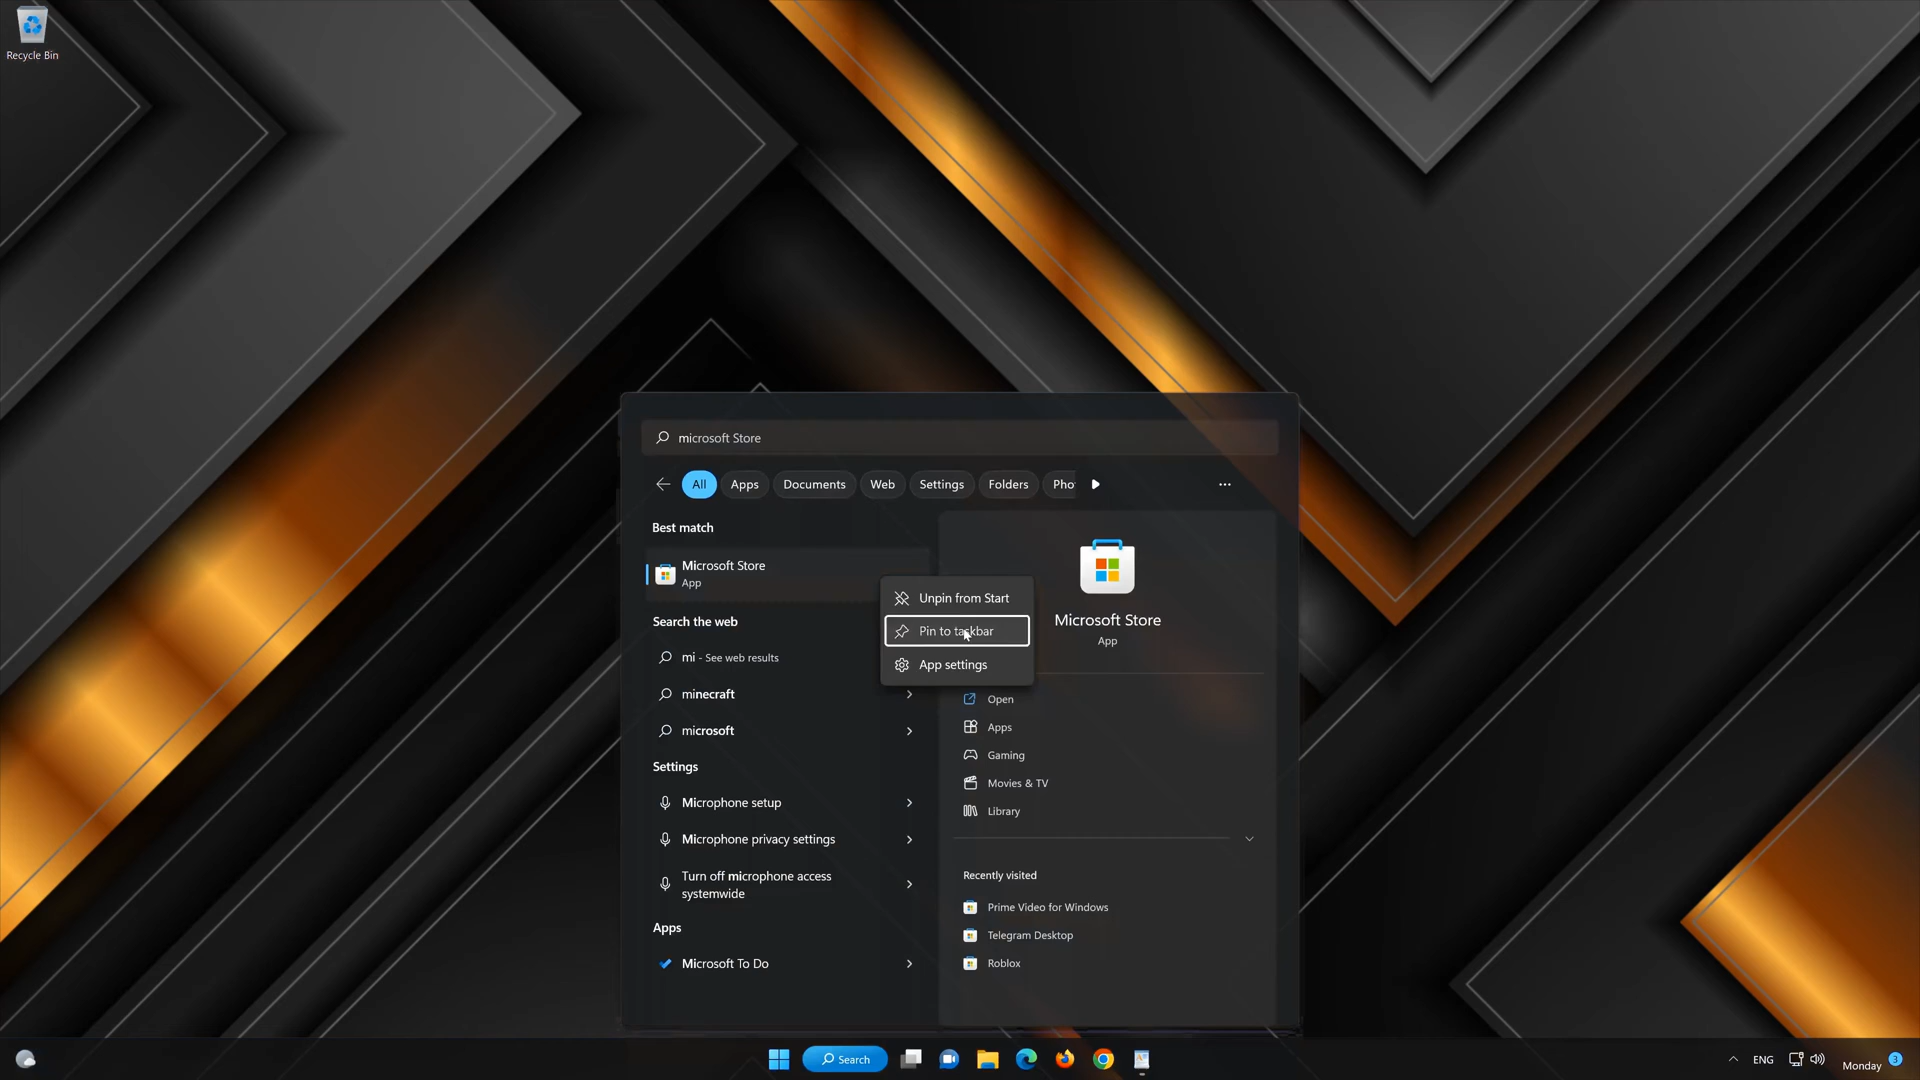 Recycle Bin
microsoft Store
All
Apps
Documents
Web
Settings
Folders
Pho
Best match
Microsoft Store
App
Unpin from Start
Pin to taskbar
App settings
Microsoft Store
App
Search the web
mi - See web results
minecraft
microsoft
Settings
Microphone setup
Microphone privacy settings
Turn off microphone access
systemwide
Apps
Microsoft To Do
Open
Apps
Gaming
Movies & TV
Library
Recently visited
Prime Video for Windows
Telegram Desktop
Roblox
Search
ENG
Monday
3